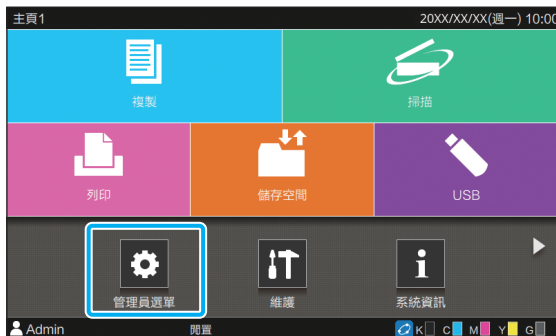 主頁1 20XX/XX/XX(週一) 10:00
複製 掃描
列印 儲存空間 USB
管理員選單 維護 系統資訊
Admin 閒置 K C M Y G